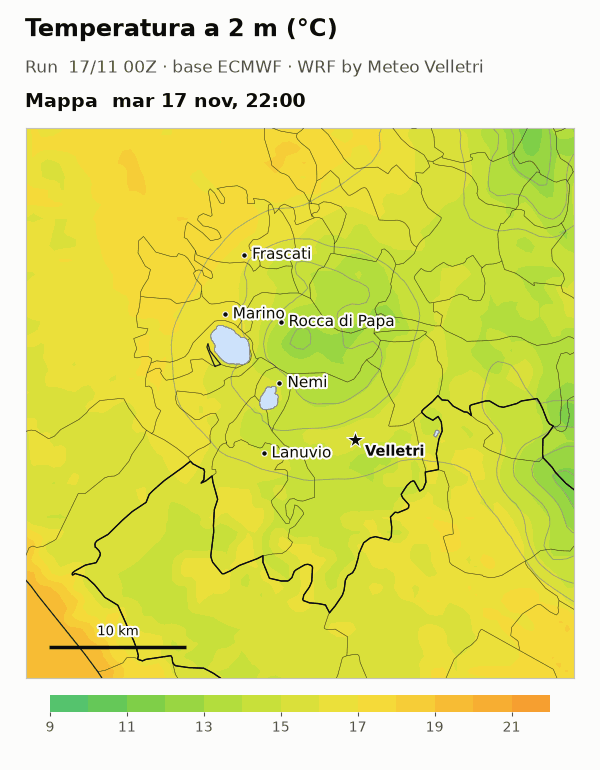 Temperatura a 2 m (°C)
Run  17/11 00Z · base ECMWF · WRF by Meteo Velletri
Mappa  mar 17 nov, 22:00
Frascati
Marino
Rocca di Papa
Nemi
Velletri
Lanuvio
10 km
9 11 13 15 17 19 21